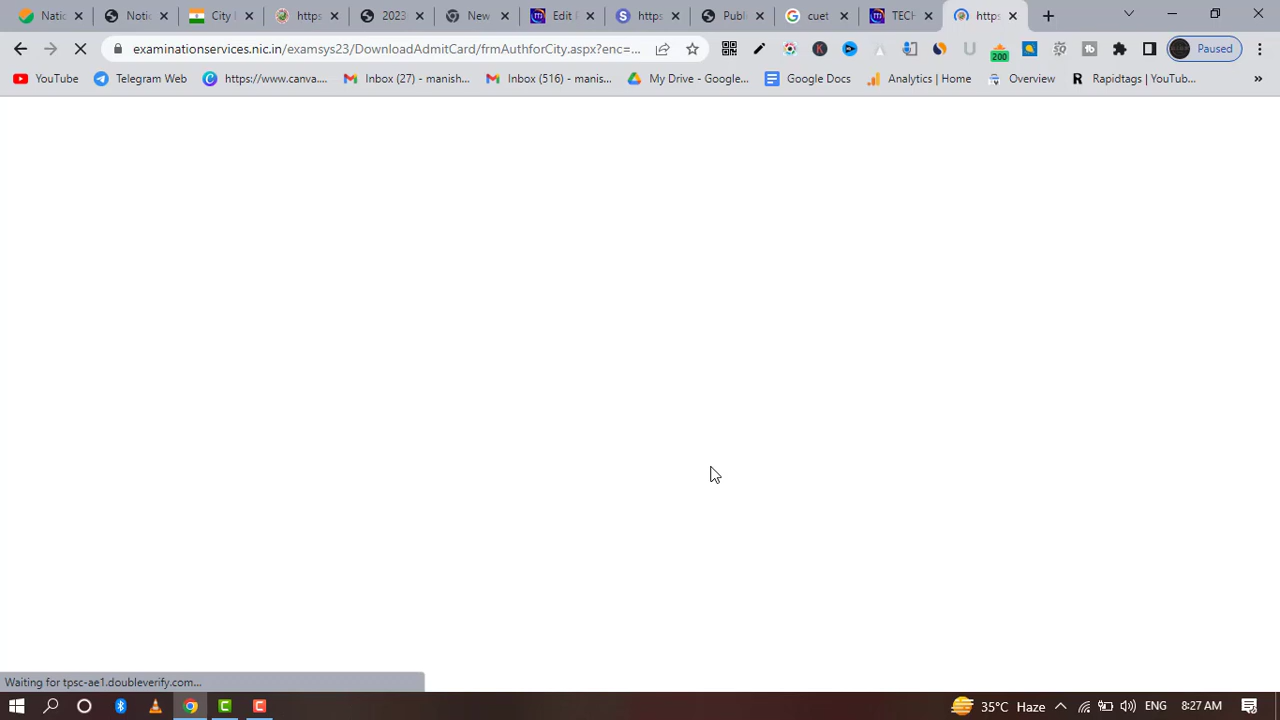 Natic
Notic
City I
https
2023
New
Edit
https
Publ
cuet
TECH
https
examinationservices.nic.in/examsys23/DownloadAdmitCard/frmAuthforCity.aspx?enc=...
200
Paused
YouTube
Telegram Web
https://www.canva....
Inbox (27) - manish...
Inbox (516) - manis...
My Drive - Google...
Google Docs
Analytics | Home
Overview
Rapidtags | YouTub...
»
Waiting for tpsc-ae1.doubleverify.com...
35°C Haze
ENG
8:27 AM